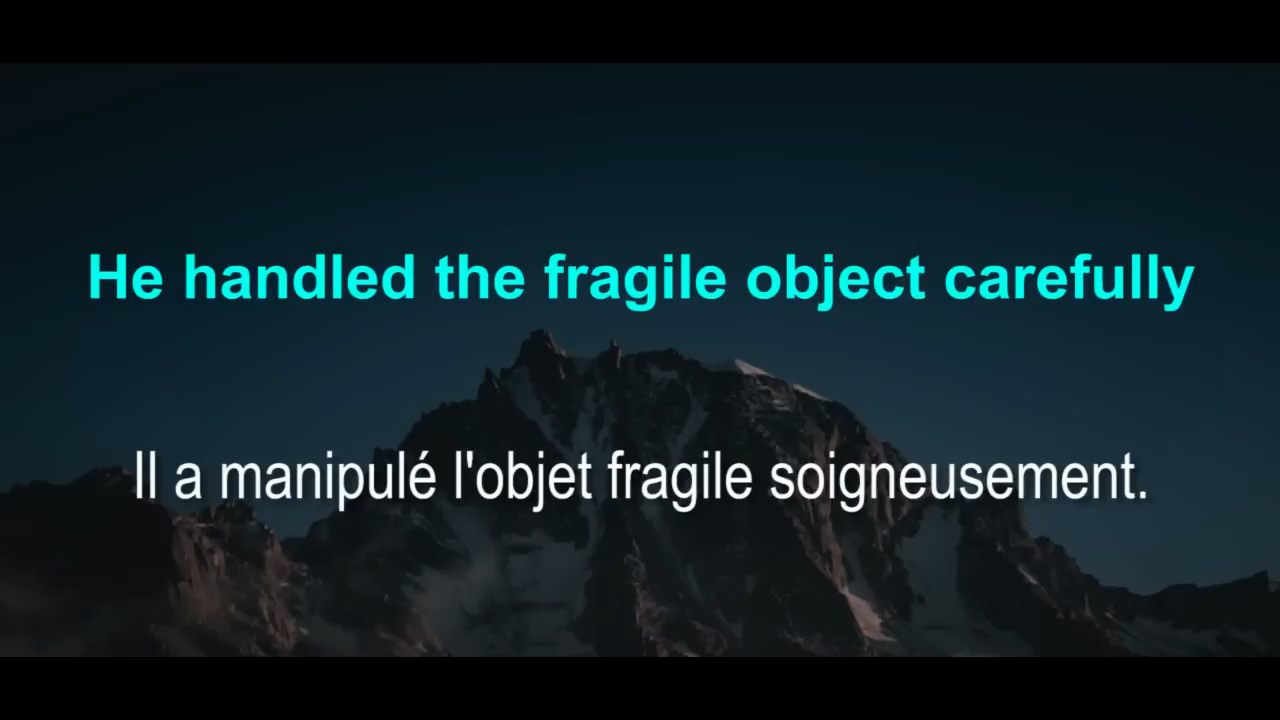 He handled the fragile object carefully
Il a manipulé l'objet fragile soigneusement.